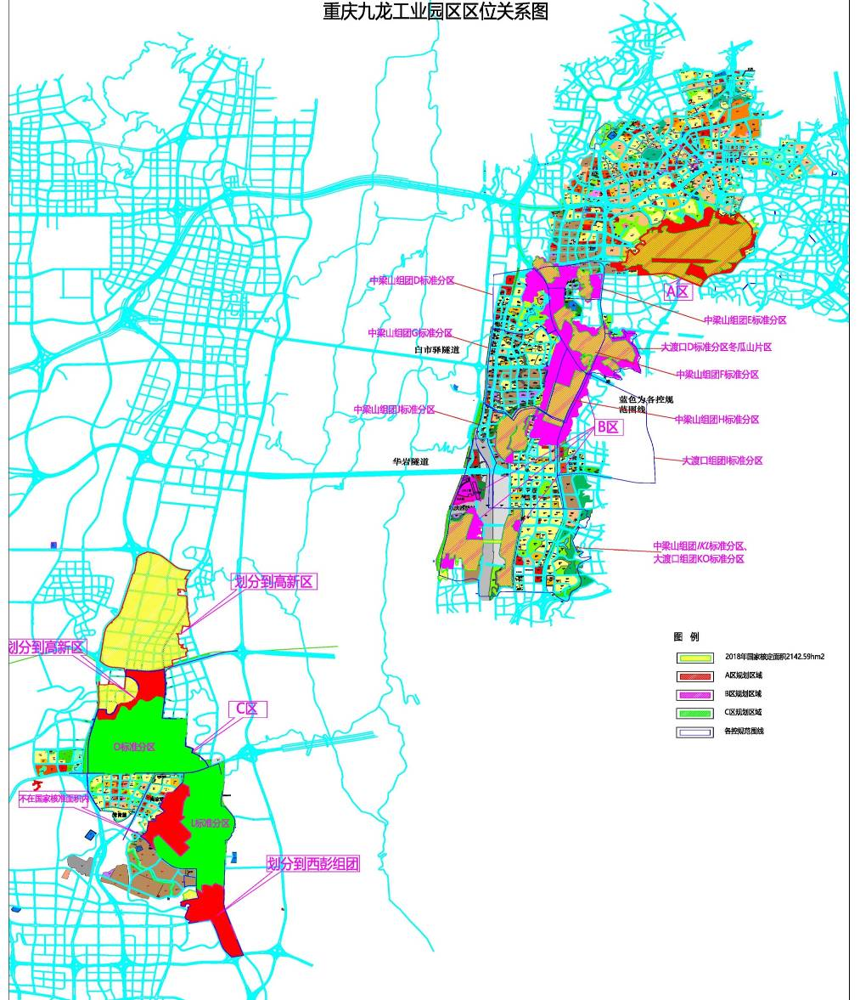 重庆九龙工业园区区位关系图
中梁山组团D标准分区
A区
中梁山组团E标准分区
中梁山组团G标准分区
白市驿隧道
大渡口D标准分区冬瓜山片区
中梁山组团F标准分区
蓝色为各控规
范围线
中梁山组团J标准分区
中梁山组团H标准分区
B区
华岩隧道
大渡口组团I标准分区
中梁山组团IKL标准分区、
大渡口组团KO标准分区
划分到高新区
划分到高新区
C区
O标准分区
不在国家核准面积内
L标准分区
划分到西彭组团
图 例
2018年国家核定面积2142.59hm2
A区规划区域
B区规划区域
C区规划区域
各控规范围线